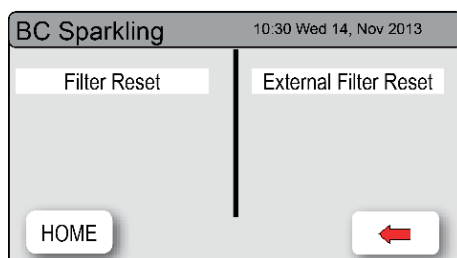 BC Sparkling 10:30 Wed 14, Nov 2013
Filter Reset External Filter Reset
HOME